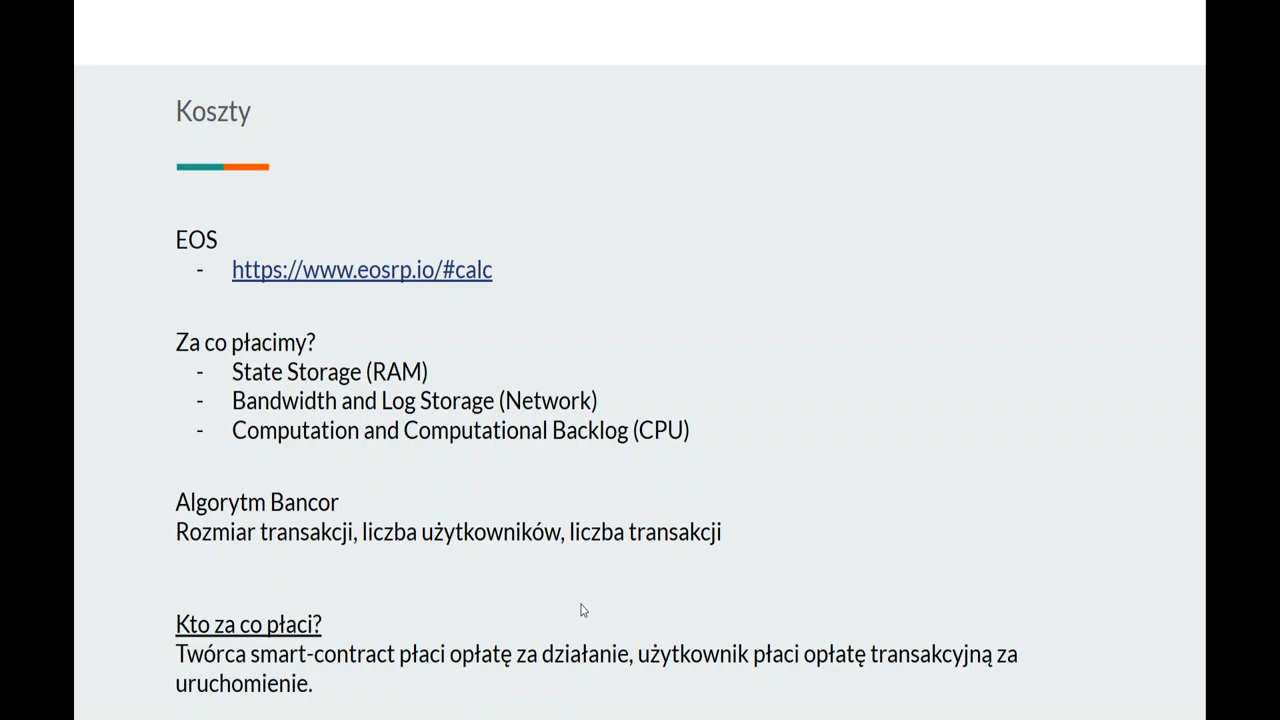 Koszty
EOS
- https://www.eosrp.io/#calc
Za co płacimy?
- State Storage (RAM)
- Bandwidth and Log Storage (Network)
- Computation and Computational Backlog (CPU)
Algorytm Bancor
Rozmiar transakcji, liczba użytkowników, liczba transakcji
Kto za co płaci?
Twórca smart-contract płaci opłatę za działanie, użytkownik płaci opłatę transakcyjną za
uruchomienie.